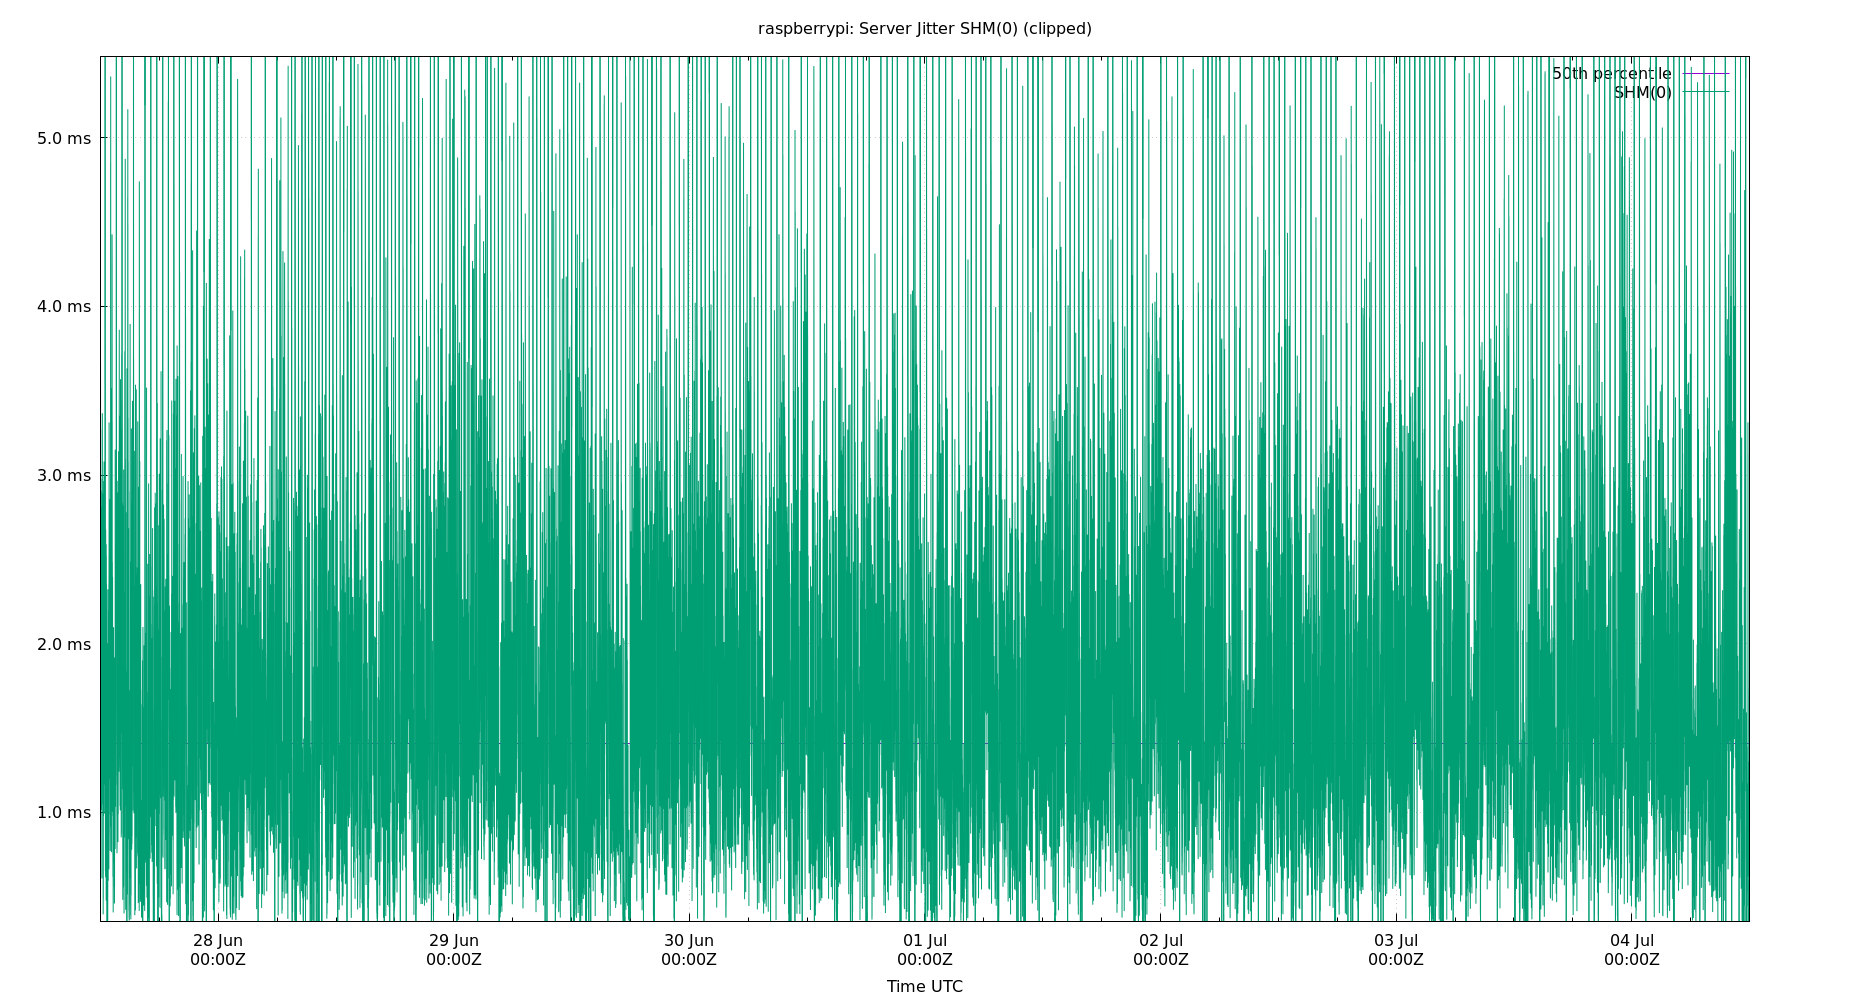 raspberrypi: Server Jitter SHM(0) (clipped)
50th percentile
SHM(0)
5.0 ms
4.0 ms
3.0 ms
2.0 ms
1.0 ms
28 Jun 29 Jun 30 Jun 01 Jul 02 Jul 03 Jul 04 Jul
00:00Z 00:00Z 00:00Z 00:00Z 00:00Z 00:00Z 00:00Z
Time UTC